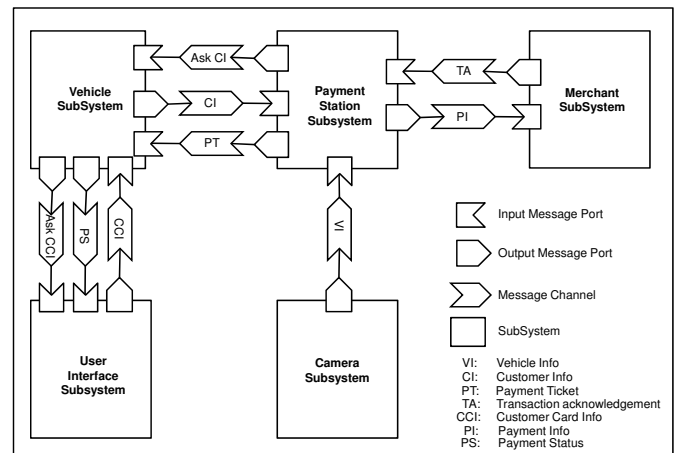 Vehicle
SubSystem
Ask CI
CI
PT
Payment
Station
Subsystem
TA
PI
Merchant
SubSystem
Ask CCI
PS
CCI
VI
User
Interface
Subsystem
Camera
Subsystem
Input Message Port
Output Message Port
Message Channel
SubSystem
VI: Vehicle Info
CI: Customer Info
PT: Payment Ticket
TA: Transaction acknowledgement
CCI: Customer Card Info
PI: Payment Info
PS: Payment Status